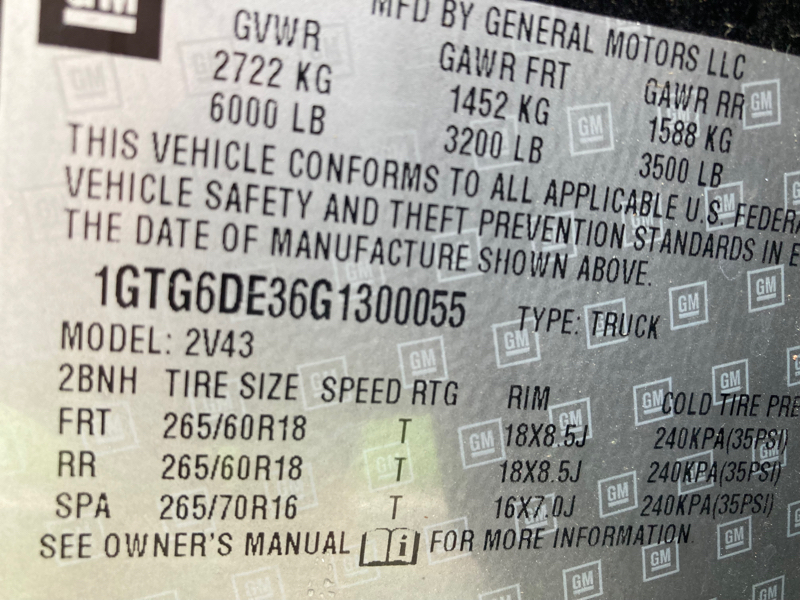 GM
MFD BY GENERAL MOTORS LLC
GVWR GAWR FRT GAWR RR
2722 KG 1452 KG 1588 KG
6000 LB 3200 LB 3500 LB
THIS VEHICLE CONFORMS TO ALL APPLICABLE U.S. FEDERA
VEHICLE SAFETY AND THEFT PREVENTION STANDARDS IN E
THE DATE OF MANUFACTURE SHOWN ABOVE.
1GTG6DE36G1300055 TYPE: TRUCK
MODEL: 2V43
2BNH TIRE SIZE SPEED RTG RIM COLD TIRE PRE
FRT 265/60R18 T 18X8.5J 240KPA(35PSI)
RR 265/60R18 T 18X8.5J 240KPA(35PSI)
SPA 265/70R16 T 16X7.0J 240KPA(35PSI)
SEE OWNER'S MANUAL i FOR MORE INFORMATION